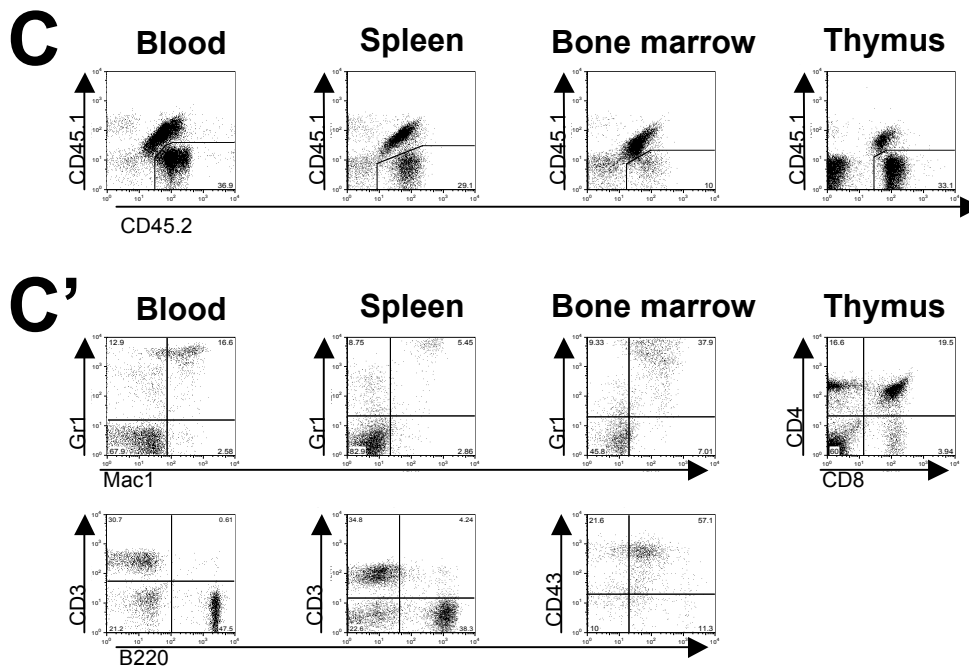 C
Blood Spleen Bone marrow Thymus
CD45.1 CD45.1 CD45.1 CD45.1
36.9 29.1 10 33.1
CD45.2
C’
Blood Spleen Bone marrow Thymus
12.9 16.6 8.75 5.45 9.33 37.9 16.6 19.5
Gr1 Gr1 Gr1 CD4
67.9 2.58 82.9 2.86 45.8 7.01 60 3.94
Mac1 CD8
30.7 0.61 34.8 4.24 21.6 57.1
CD3 CD3 CD43
21.2 47.5 22.6 38.3 10 11.3
B220